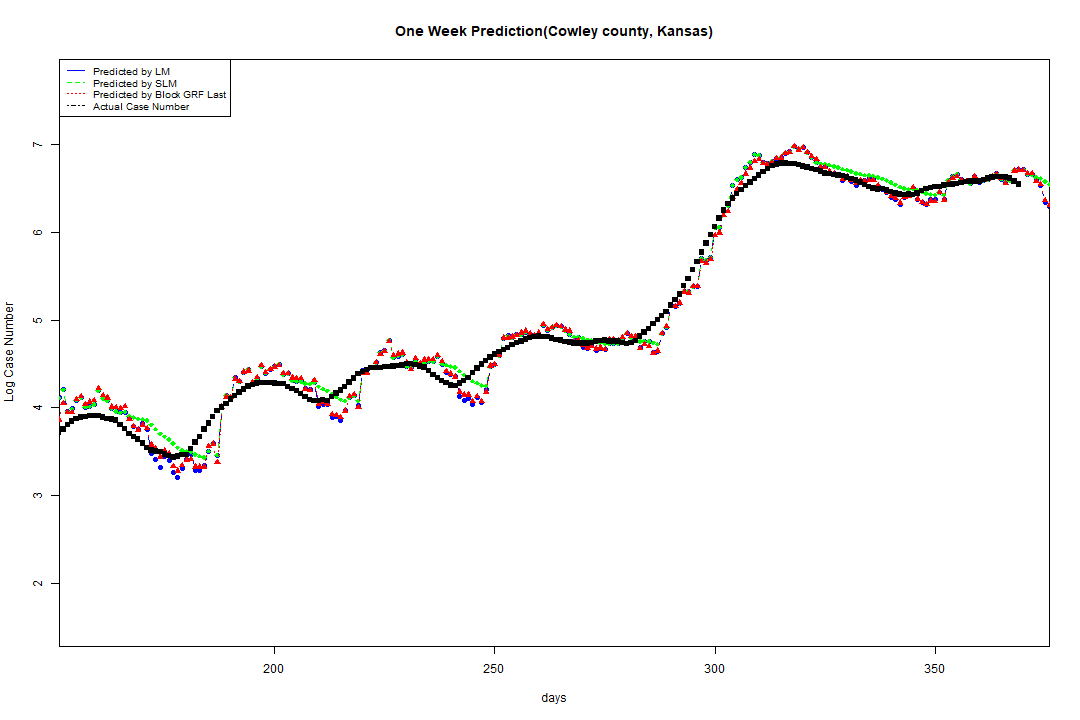 One Week Prediction(Cowley county, Kansas)
Predicted by LM
Predicted by SLM
Predicted by Block GRF Last
Actual Case Number
7
6
5
4
3
2
Log Case Number
200 250 300 350
days